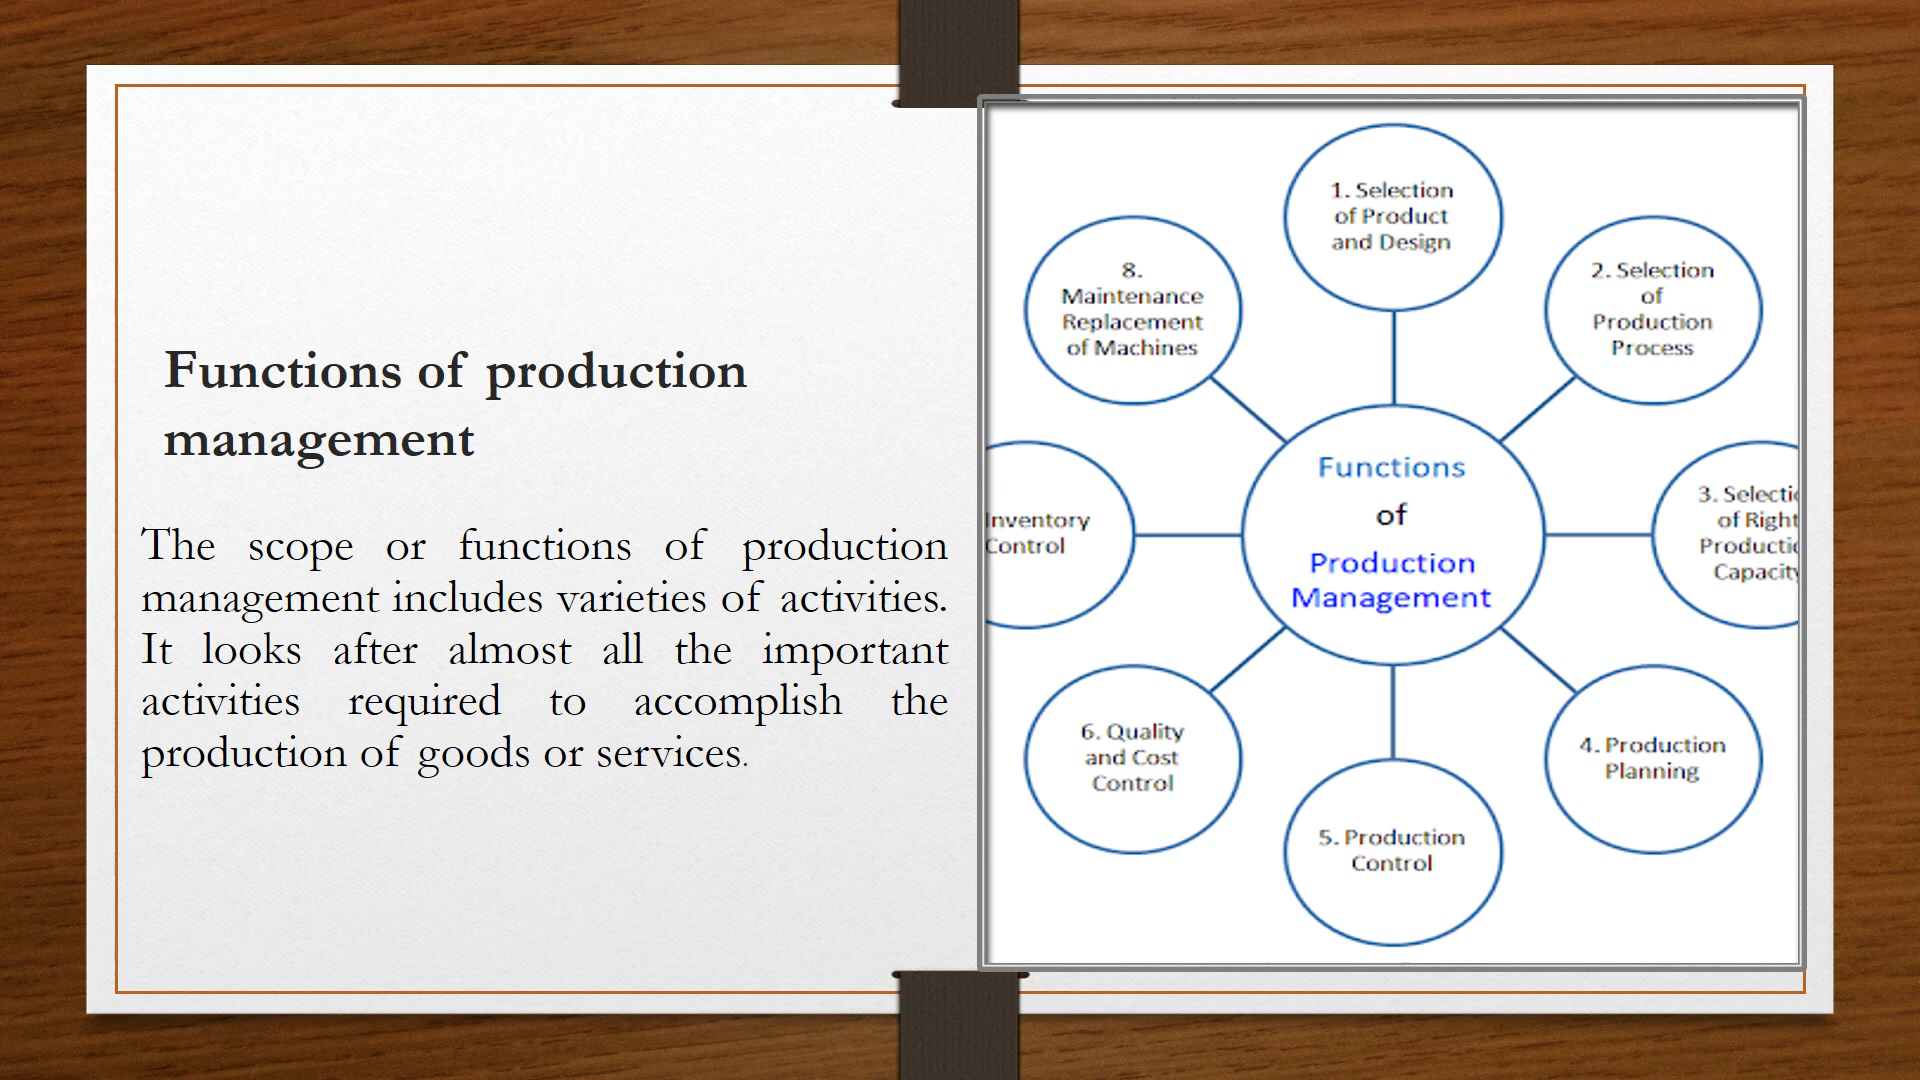 Functions of production
management
The scope or functions of production
management includes varieties of activities.
It looks after almost all the important
activities required to accomplish the
production of goods or services.
1. Selection
of Product
and Design
2. Selection
of
Production
Process
3. Selectio
of Right
Productio
Capacity
4. Production
Planning
5. Production
Control
6. Quality
and Cost
Control
Inventory
Control
8.
Maintenance
Replacement
of Machines
Functions
of
Production
Management